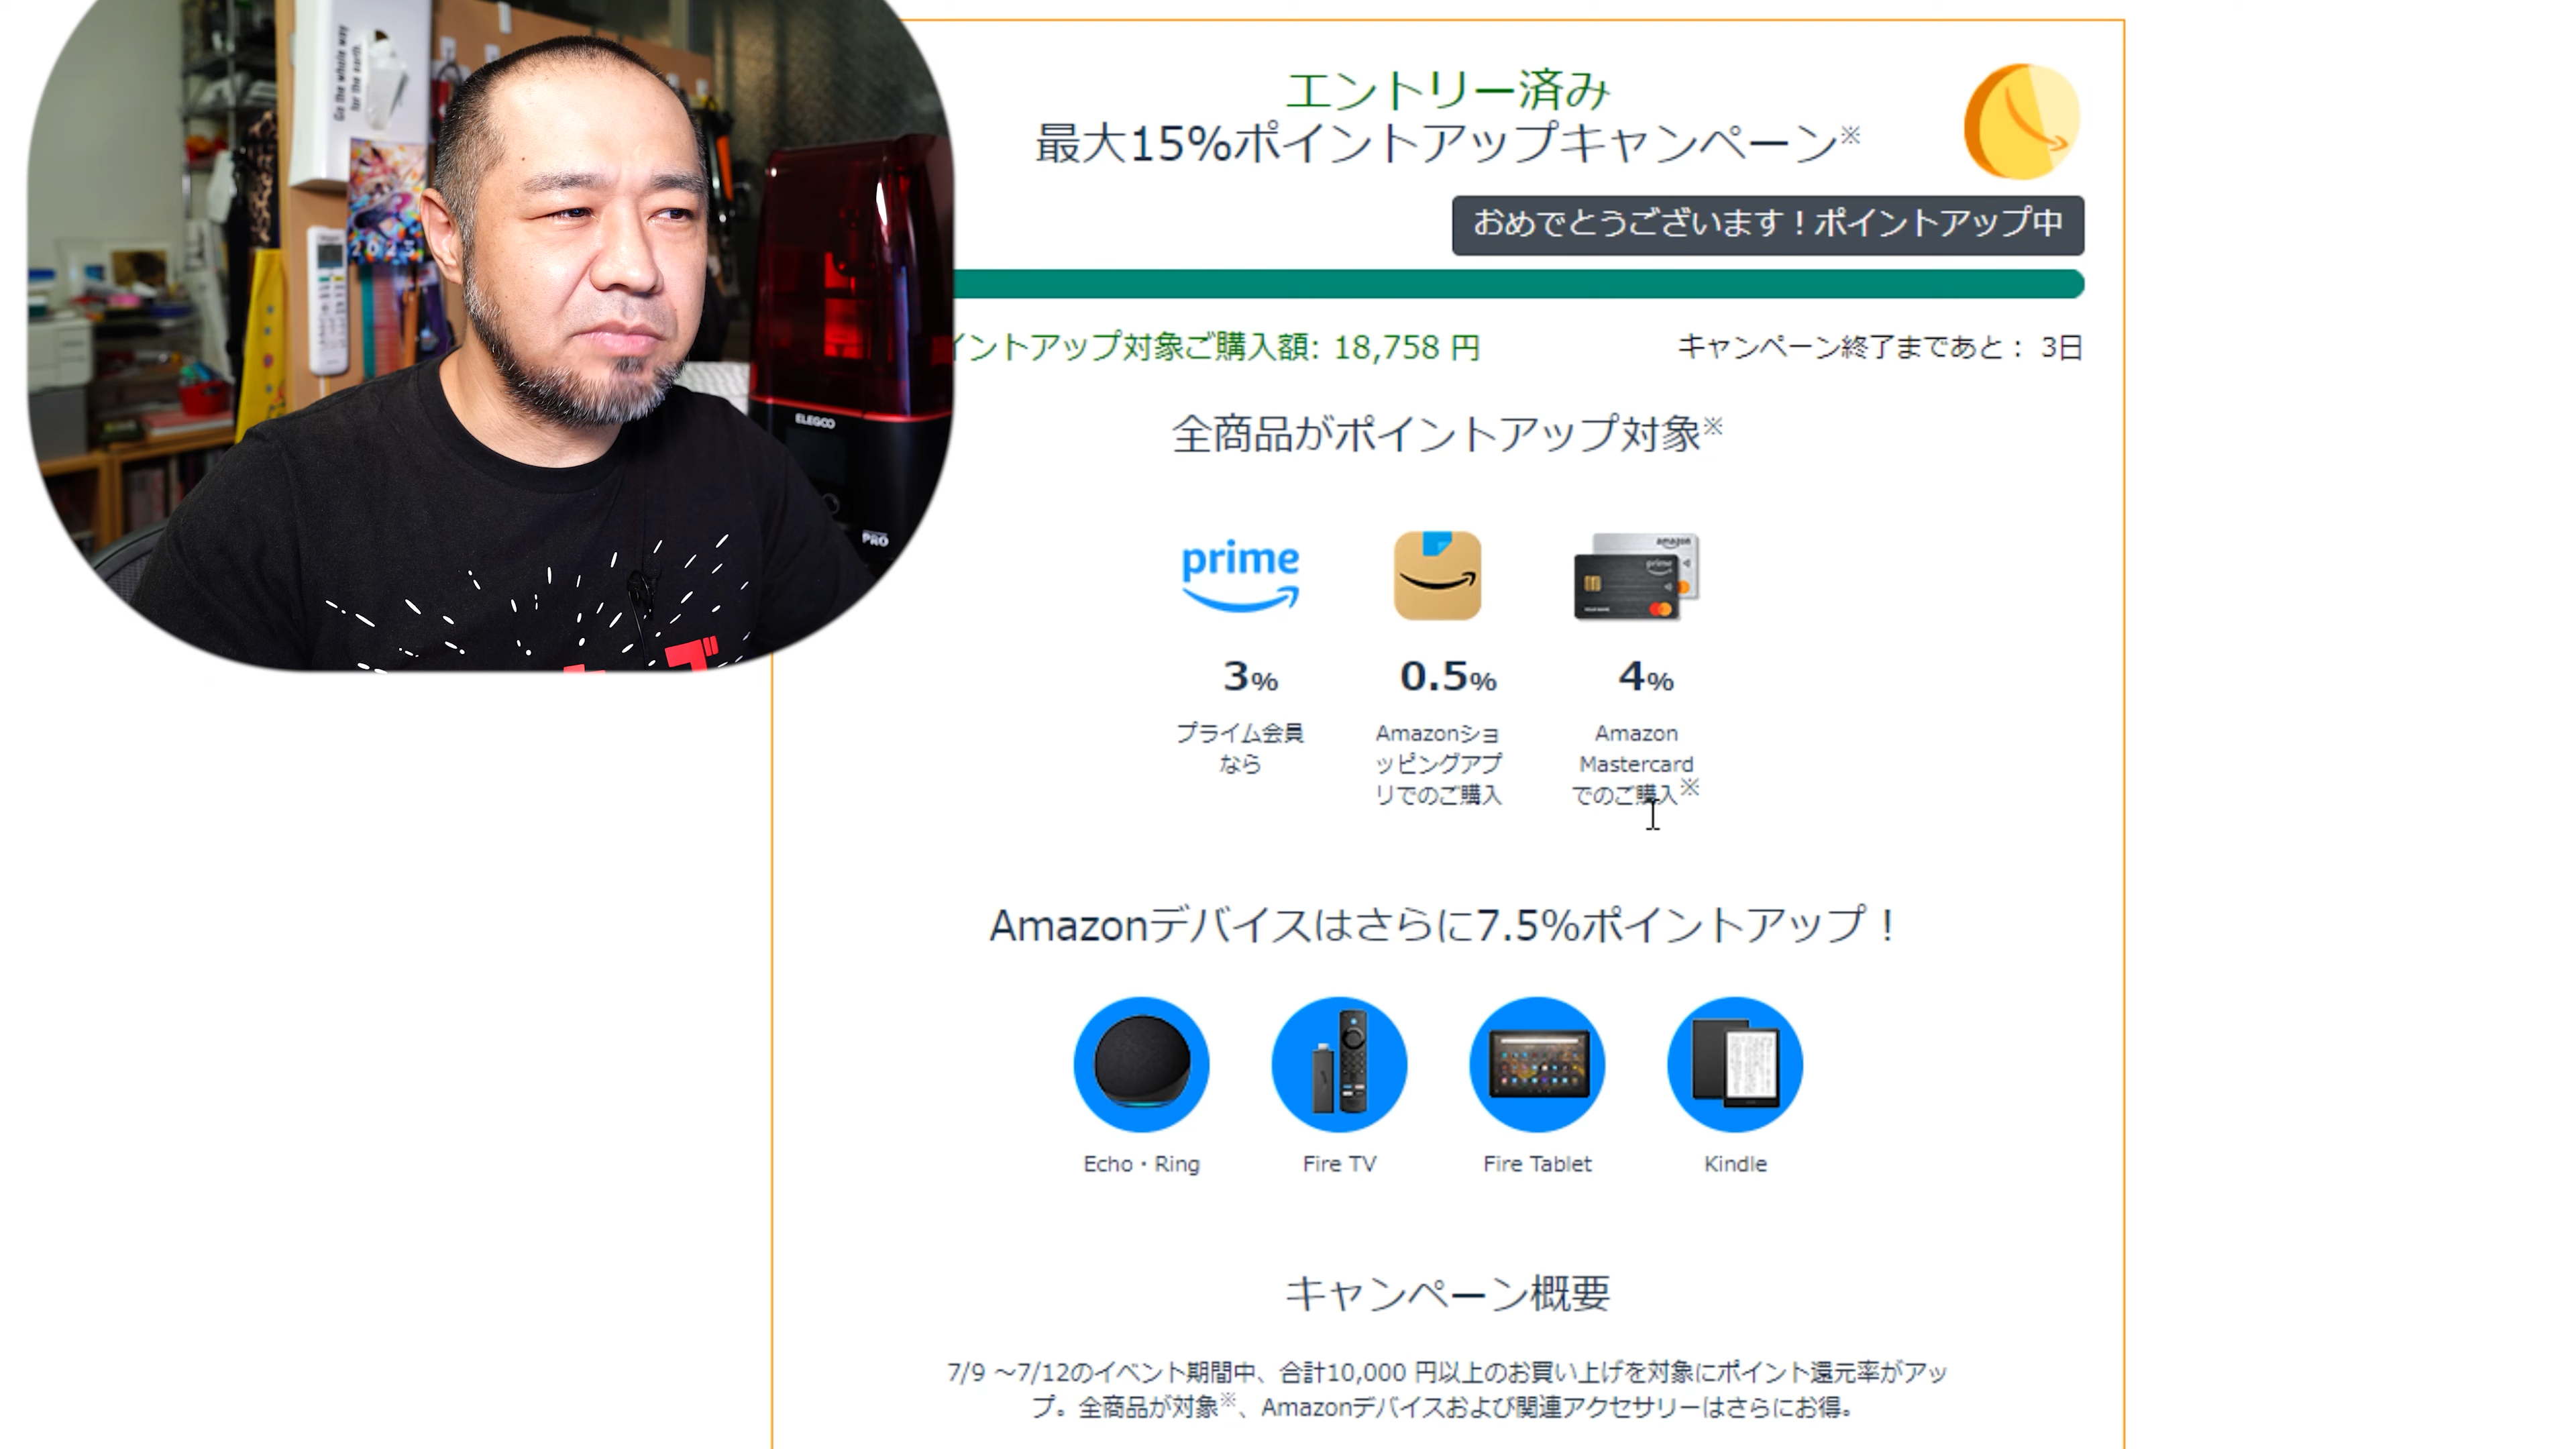 Go the whole way
for the earth.
2023
ELEGOO
PRO
エントリー済み
最大15%ポイントアップキャンペーン※
おめでとうございます！ポイントアップ中
イントアップ対象ご購入額: 18,758 円
キャンペーン終了まであと： 3日
全商品がポイントアップ対象※
prime
amazon
prime
3%
0.5%
4%
プライム会員
なら
Amazonショ
ッピングアプ
リでのご購入
Amazon
Mastercard
でのご購入※
Amazonデバイスはさらに7.5%ポイントアップ！
Echo・Ring
Fire TV
Fire Tablet
Kindle
キャンペーン概要
7/9 ～7/12のイベント期間中、合計10,000 円以上のお買い上げを対象にポイント還元率がアッ
プ。全商品が対象※、Amazonデバイスおよび関連アクセサリーはさらにお得。